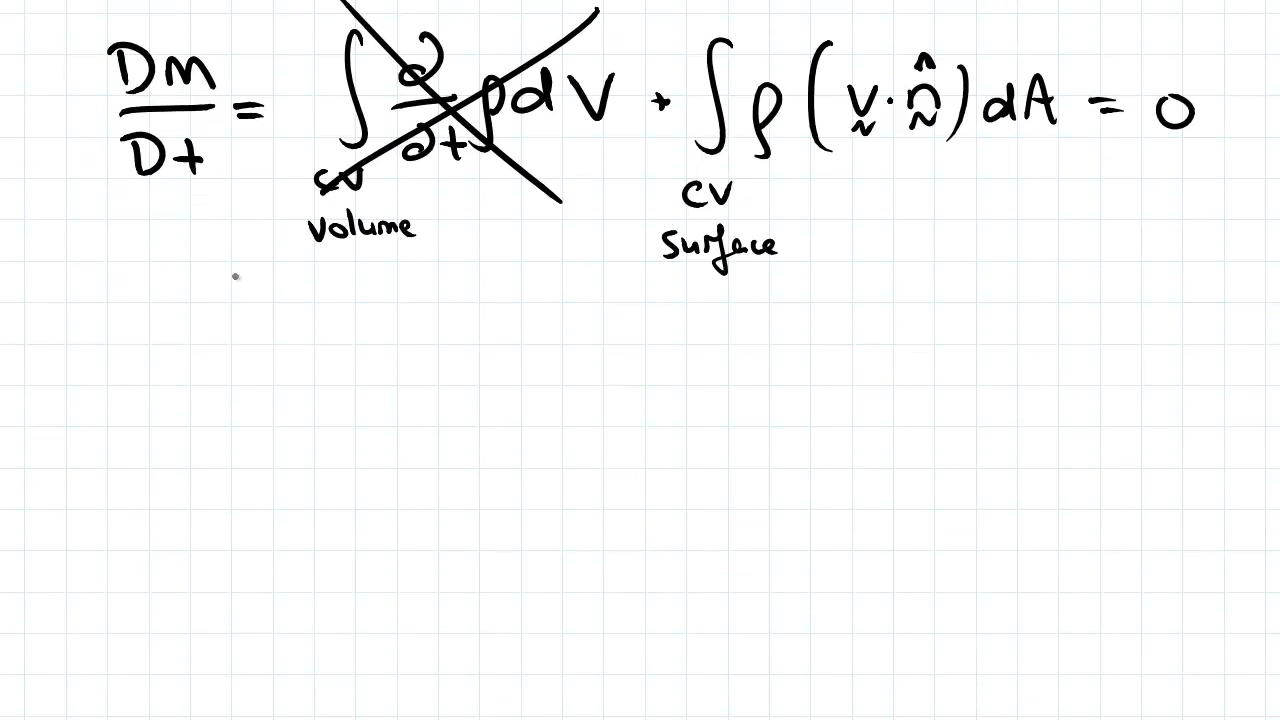 Dm/Dt = ∫ ∂/∂t ρ dV + ∫ ρ (V · n̂) dA = 0
CV CV
Volume Surface